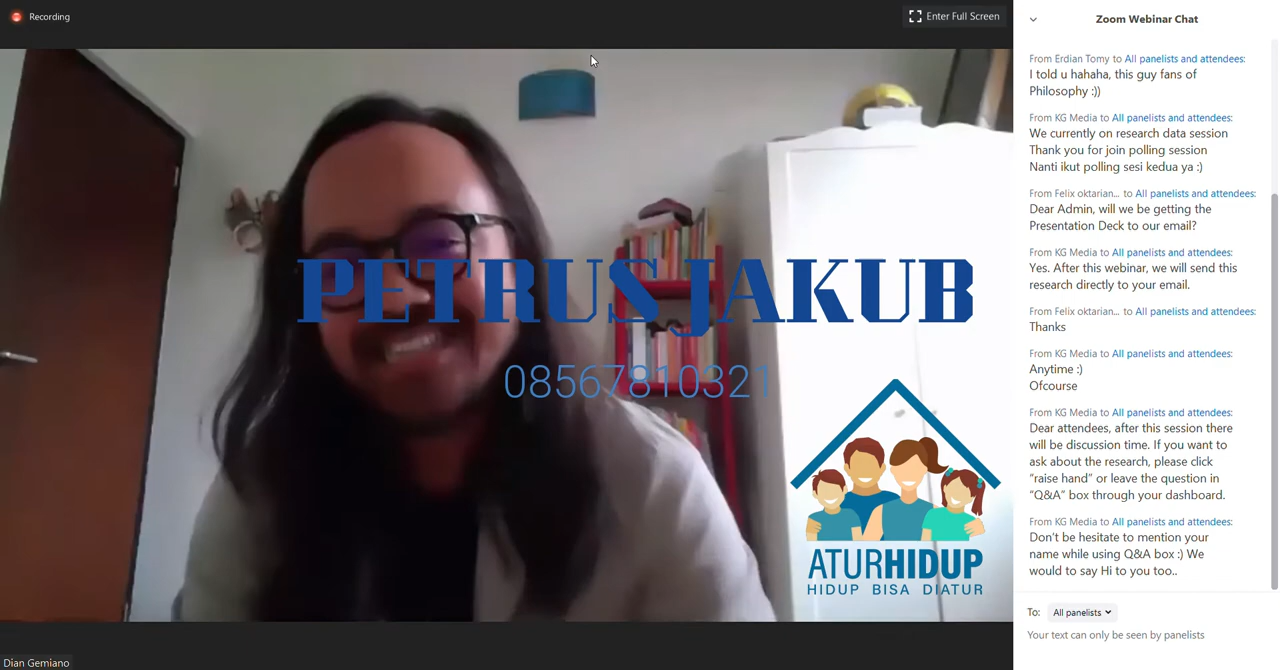 Recording
Enter Full Screen
PETRUS JAKUB
08567810321
ATURHIDUP
HIDUP BISA DIATUR
Dian Gemiano
Zoom Webinar Chat
From Erdian Tomy to All panelists and attendees:
I told u hahaha, this guy fans of
Philosophy :))
From KG Media to All panelists and attendees:
We currently on research data session
Thank you for join polling session
Nanti ikut polling sesi kedua ya :)
From Felix oktarian... to All panelists and attendees:
Dear Admin, will we be getting the
Presentation Deck to our email?
From KG Media to All panelists and attendees:
Yes. After this webinar, we will send this
research directly to your email.
From Felix oktarian... to All panelists and attendees:
Thanks
From KG Media to All panelists and attendees:
Anytime :)
Ofcourse
From KG Media to All panelists and attendees:
Dear attendees, after this session there
will be discussion time. If you want to
ask about the research, please click
“raise hand” or leave the question in
“Q&A” box through your dashboard.
From KG Media to All panelists and attendees:
Don't be hesitate to mention your
name while using Q&A box :) We
would to say Hi to you too..
To: All panelists
Your text can only be seen by panelists